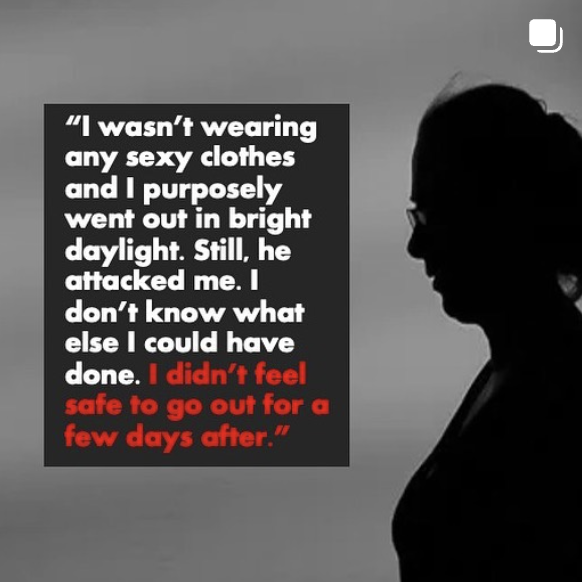 “I wasn’t wearing
any sexy clothes
and I purposely
went out in bright
daylight. Still, he
attacked me. I
don’t know what
else I could have
done. I didn’t feel
safe to go out for a
few days after.”